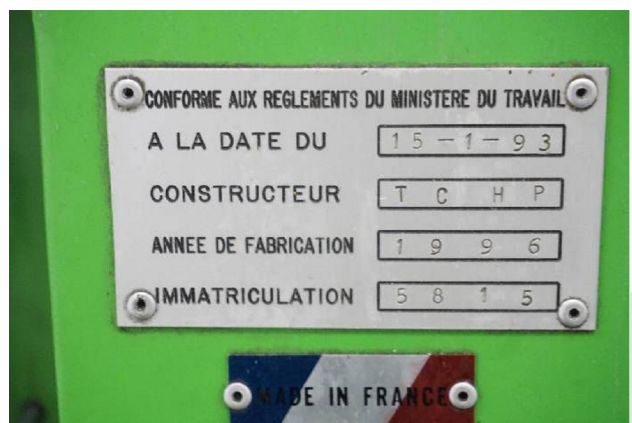 CONFORME AUX REGLEMENTS DU MINISTERE DU TRAVAIL
A LA DATE DU 15-1-93
CONSTRUCTEUR T C H P
ANNEE DE FABRICATION 1996
IMMATRICULATION 5815
MADE IN FRANCE